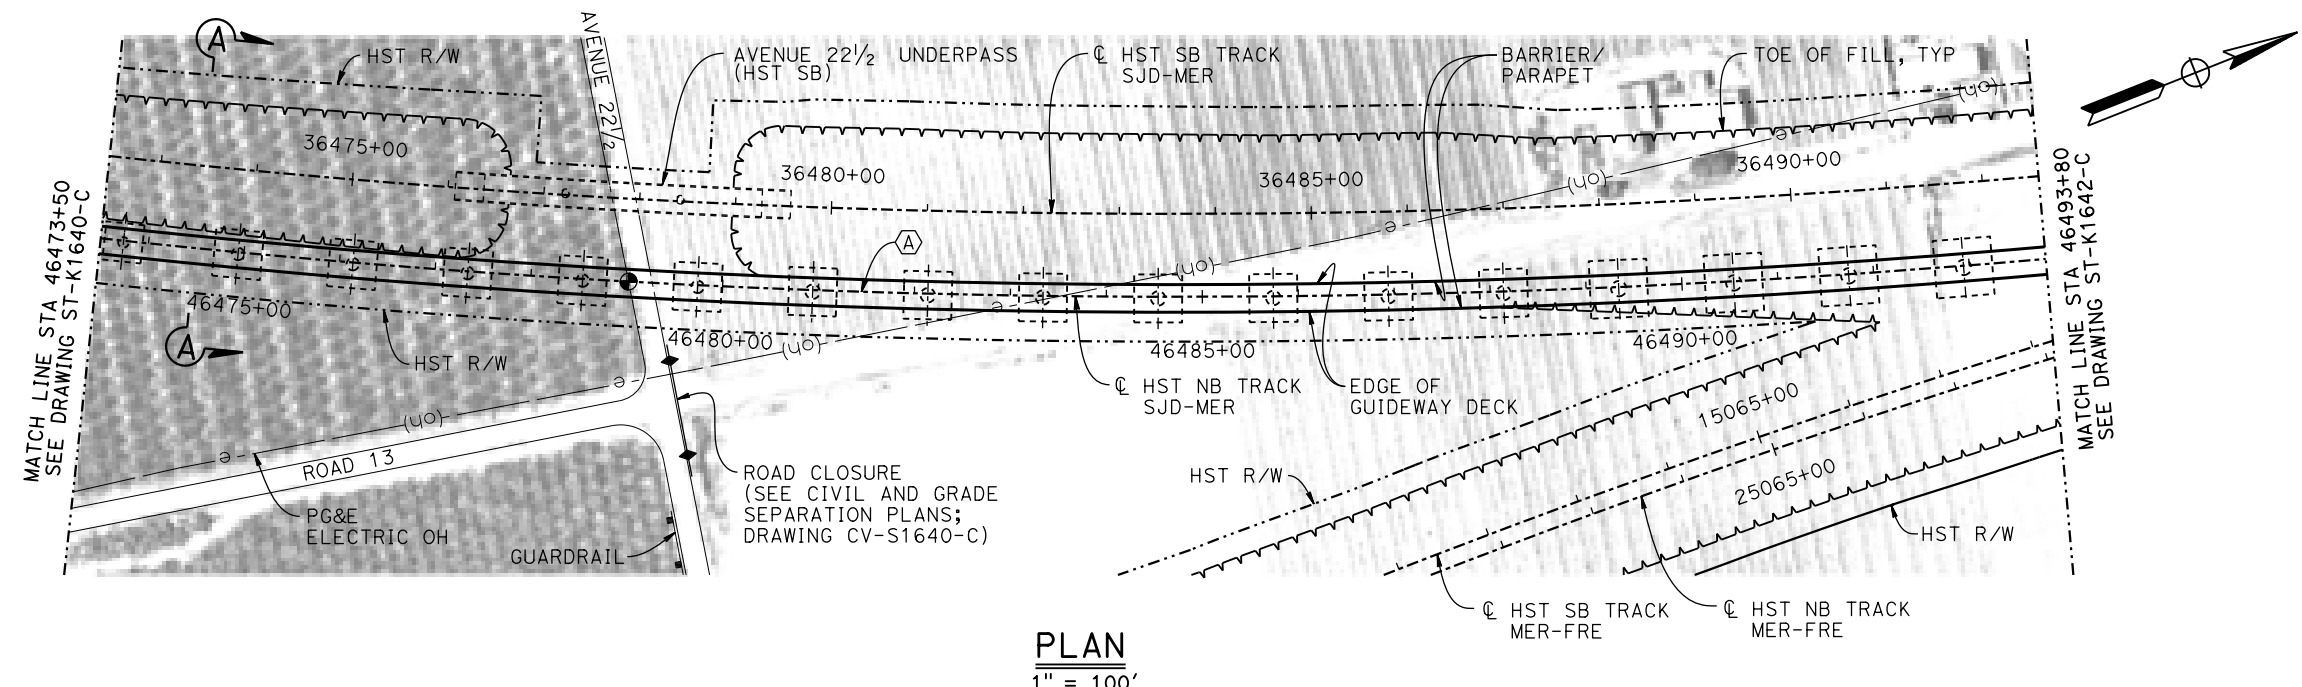 A
HST R/W
AVENUE 22½
AVENUE 22½ UNDERPASS
(HST SB)
℄ HST SB TRACK
SJD-MER
BARRIER/
PARAPET
TOE OF FILL, TYP
(oh)
e
36475+00
36480+00
36485+00
(oh)
36490+00
e
MATCH LINE STA 46473+50
SEE DRAWING ST-K1640-C
A
(oh)
e
MATCH LINE STA 46493+80
SEE DRAWING ST-K1642-C
46475+00
A
HST R/W
46480+00
(oh)
46485+00
46490+00
e
℄ HST NB TRACK
SJD-MER
EDGE OF
GUIDEWAY DECK
(oh)
e
ROAD 13
15065+00
PG&E
ELECTRIC OH
ROAD CLOSURE
(SEE CIVIL AND GRADE
SEPARATION PLANS;
DRAWING CV-S1640-C)
HST R/W
25065+00
GUARDRAIL
HST R/W
℄ HST SB TRACK
MER-FRE
℄ HST NB TRACK
MER-FRE
PLAN
1" = 100'